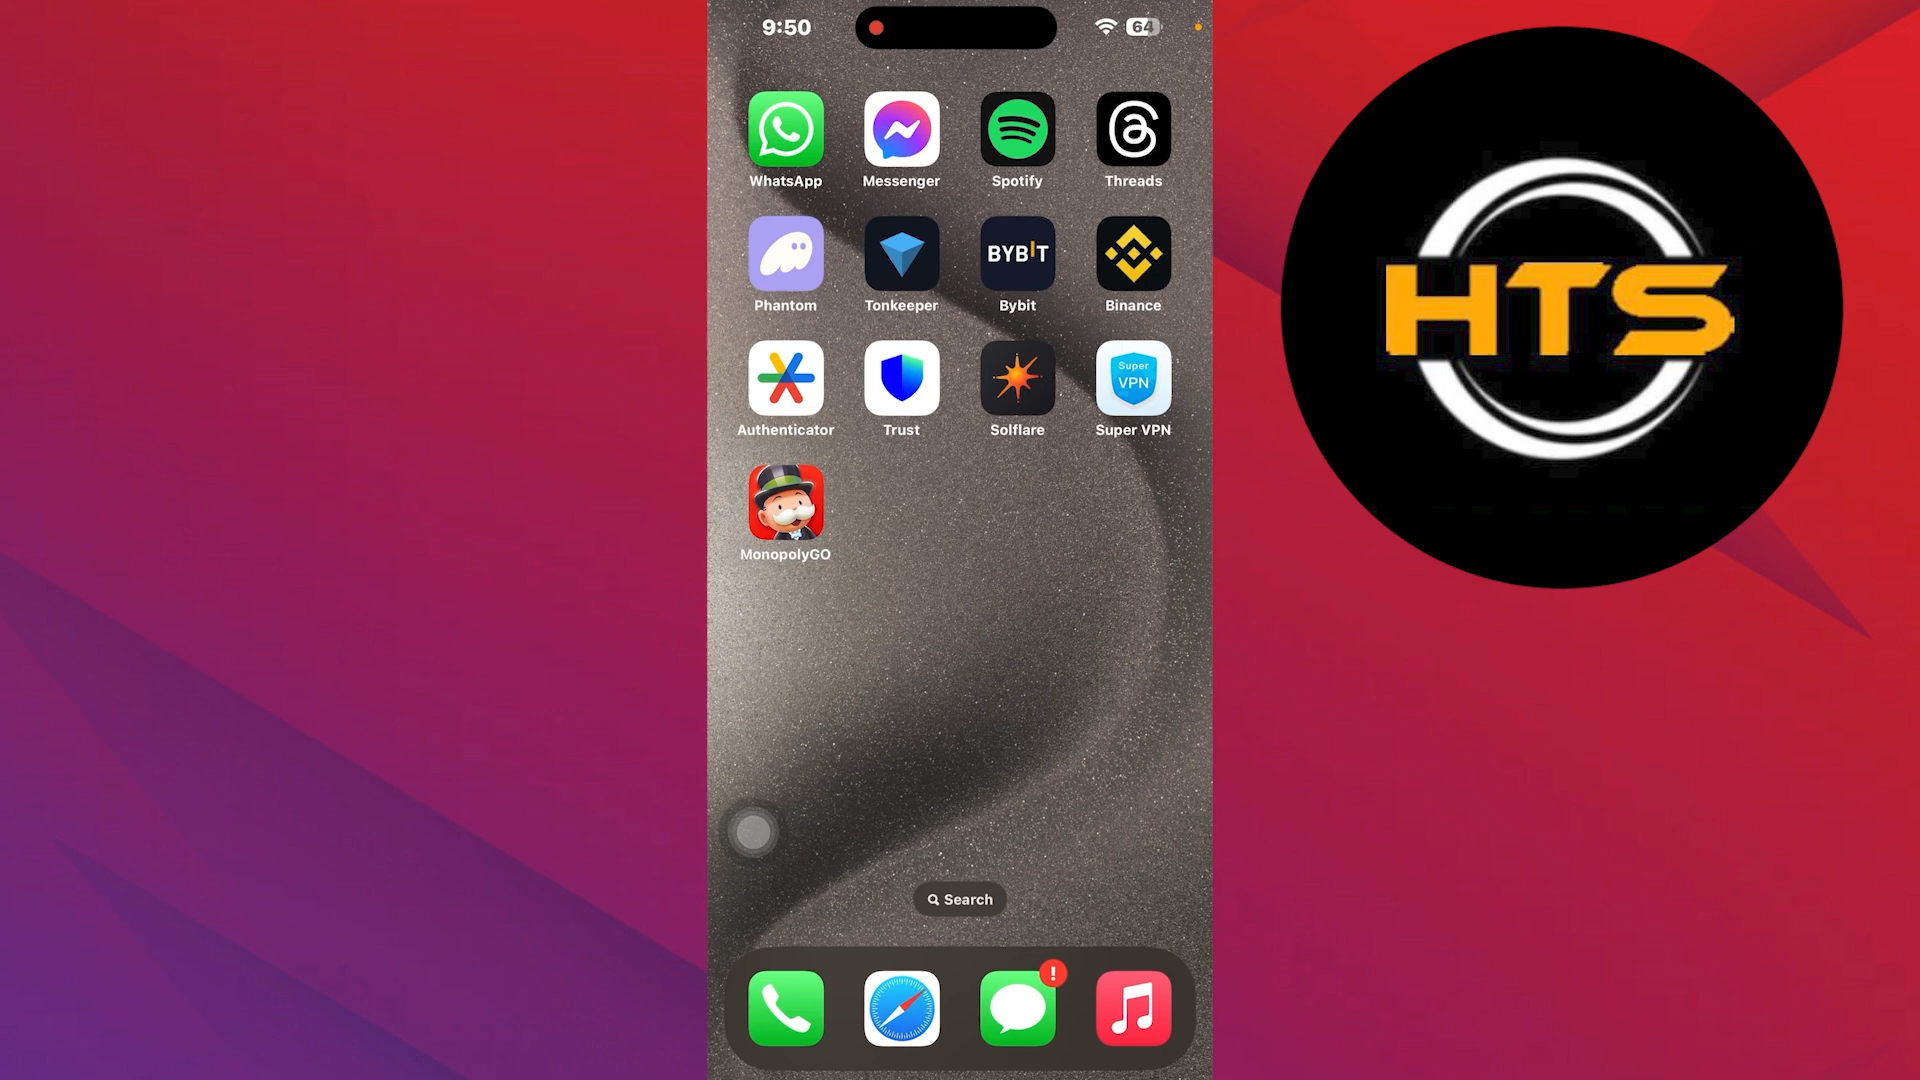 9:50
64
WhatsApp
Messenger
Spotify
Threads
BYBIT
Phantom
Tonkeeper
Bybit
Binance
Super
VPN
Authenticator
Trust
Solflare
Super VPN
MonopolyGO
Search
!
HTS